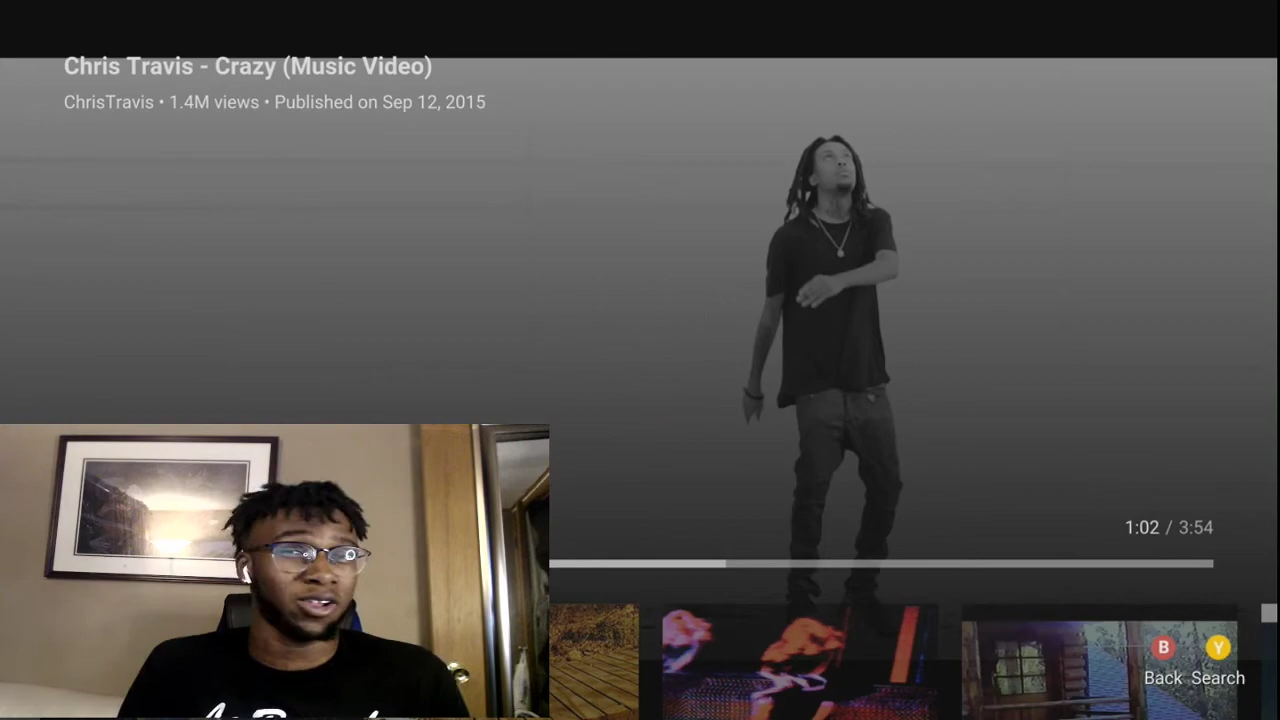 Chris Travis - Crazy (Music Video)
ChrisTravis • 1.4M views • Published on Sep 12, 2015
1:02 / 3:54
B Y
Back Search